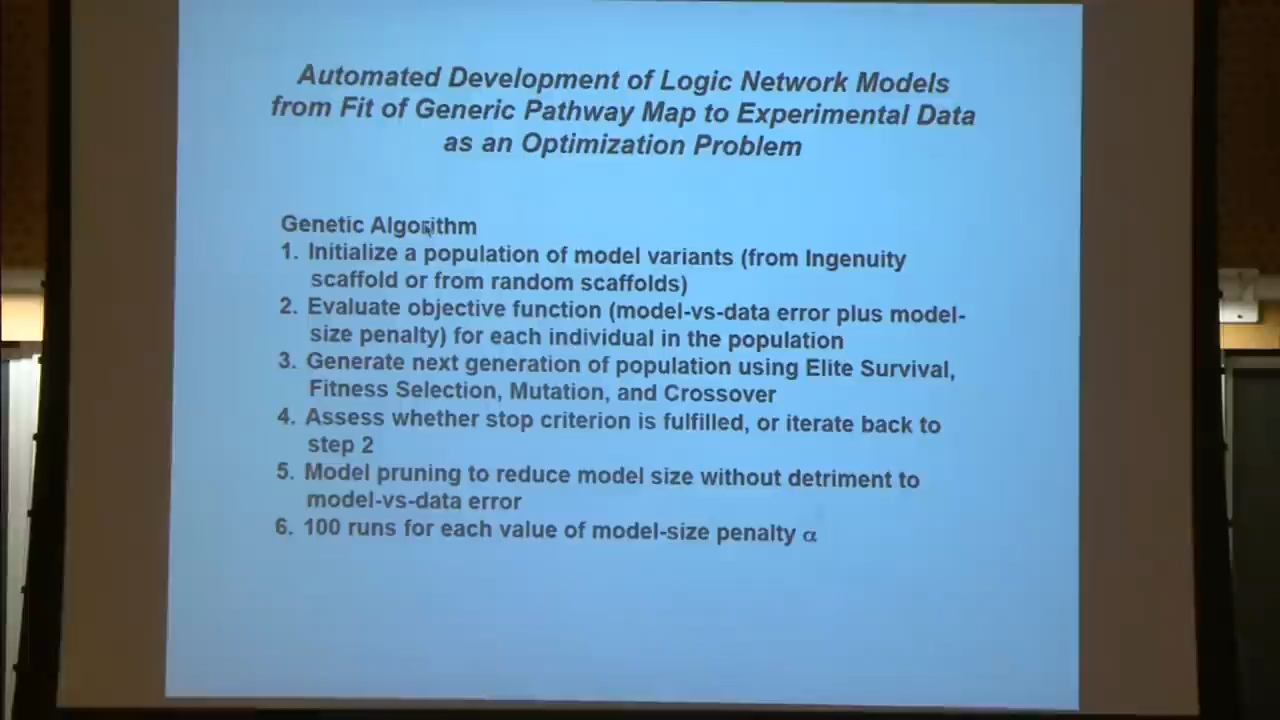 Automated Development of Logic Network Models
from Fit of Generic Pathway Map to Experimental Data
as an Optimization Problem
Genetic Algorithm
1. Initialize a population of model variants (from Ingenuity
scaffold or from random scaffolds)
2. Evaluate objective function (model-vs-data error plus model-
size penalty) for each individual in the population
3. Generate next generation of population using Elite Survival,
Fitness Selection, Mutation, and Crossover
4. Assess whether stop criterion is fulfilled, or iterate back to
step 2
5. Model pruning to reduce model size without detriment to
model-vs-data error
6. 100 runs for each value of model-size penalty α